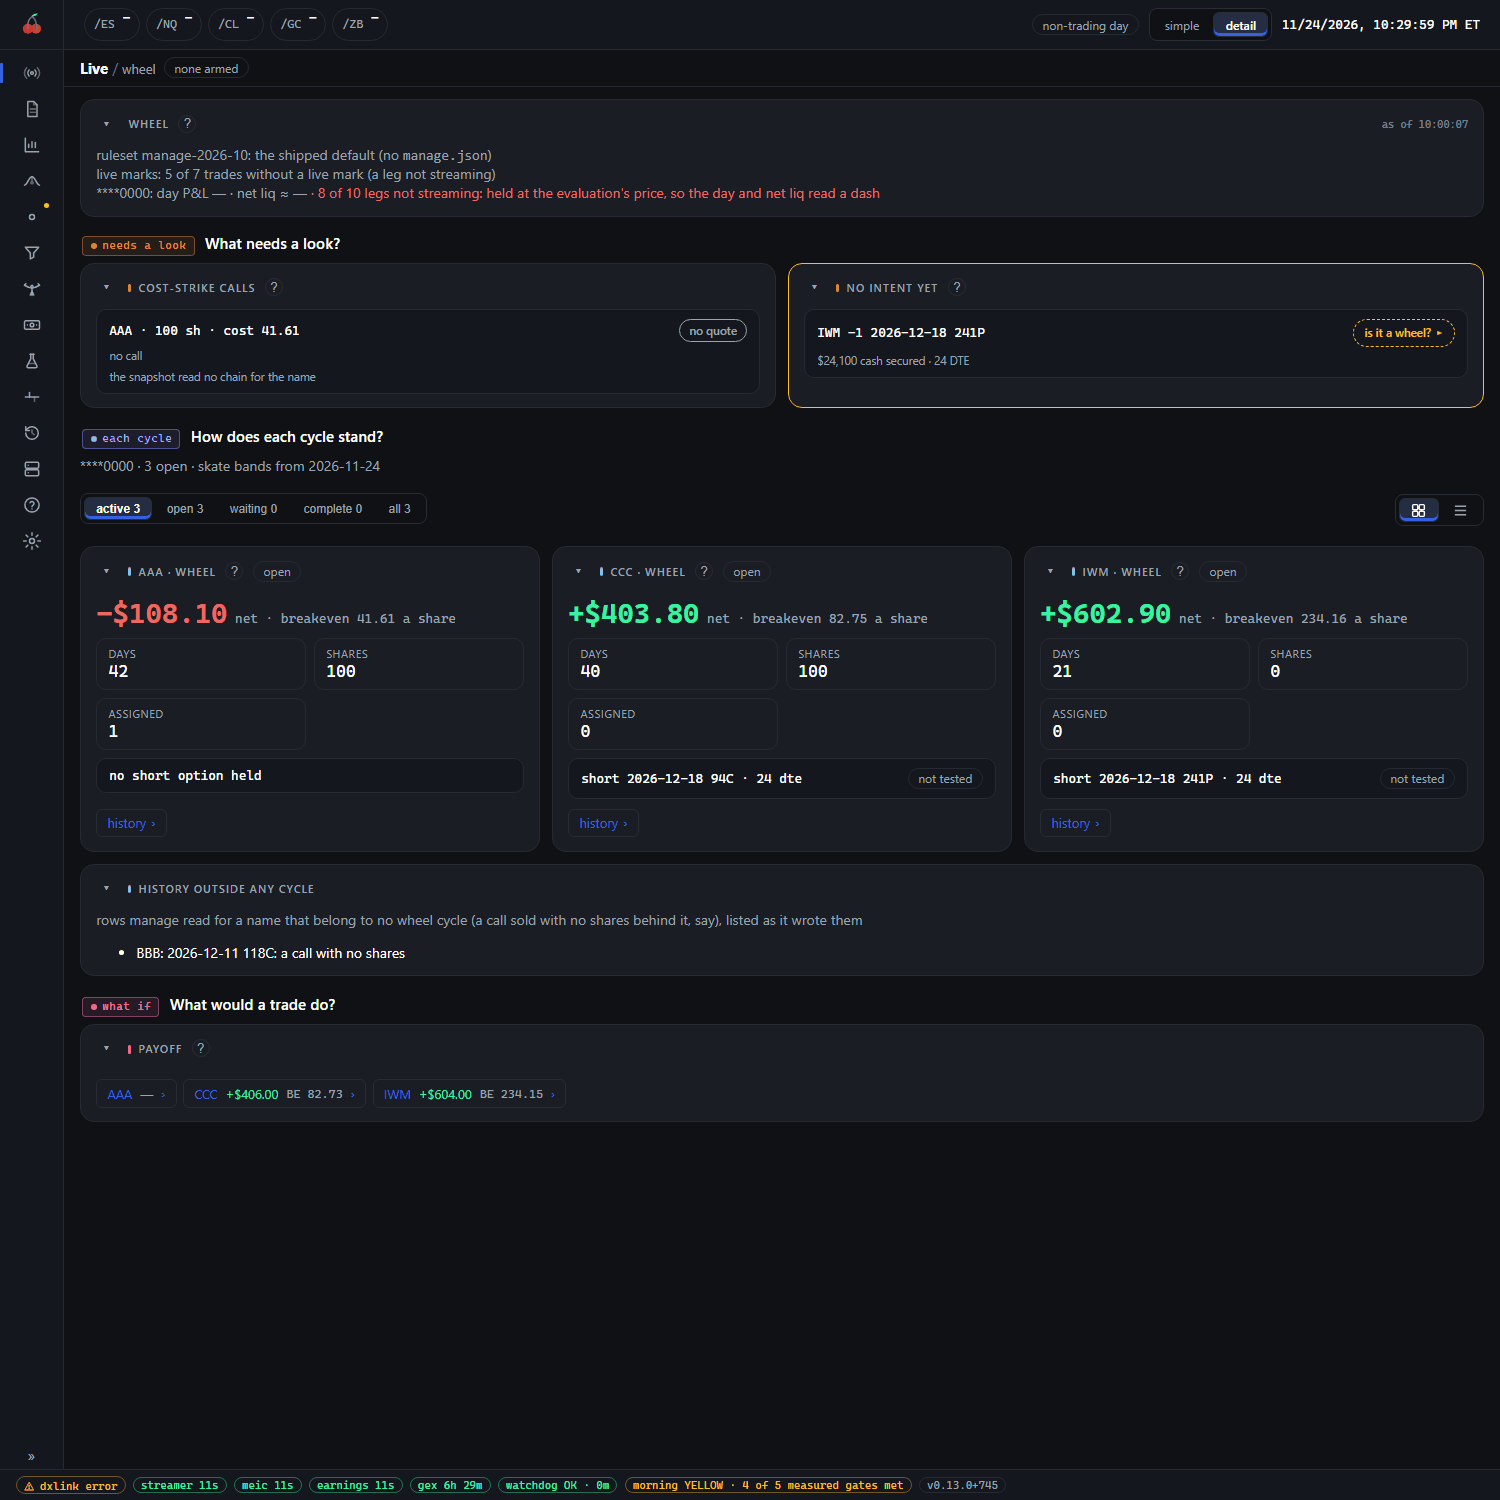 /ES — /NQ — /CL — /GC — /ZB — non-trading day simple detail 11/24/2026, 10:29:59 PM ET
Live / wheel none armed
▾ WHEEL ? as of 10:00:07
ruleset manage-2026-10: the shipped default (no manage.json)
live marks: 5 of 7 trades without a live mark (a leg not streaming)
****0000: day P&L — · net liq ≈ — · 8 of 10 legs not streaming: held at the evaluation's price, so the day and net liq read a dash
needs a look What needs a look?
▾ COST-STRIKE CALLS ?
AAA · 100 sh · cost 41.61 no quote
no call
the snapshot read no chain for the name
▾ NO INTENT YET ?
IWM −1 2026−12−18 241P is it a wheel? ▸
$24,100 cash secured · 24 DTE
each cycle How does each cycle stand?
****0000 · 3 open · skate bands from 2026-11-24
active 3 open 3 waiting 0 complete 0 all 3
▾ AAA · WHEEL ? open
−$108.10 net · breakeven 41.61 a share
DAYS
42
SHARES
100
ASSIGNED
1
no short option held
history ›
▾ CCC · WHEEL ? open
+$403.80 net · breakeven 82.75 a share
DAYS
40
SHARES
100
ASSIGNED
0
short 2026−12−18 94C · 24 dte not tested
history ›
▾ IWM · WHEEL ? open
+$602.90 net · breakeven 234.16 a share
DAYS
21
SHARES
0
ASSIGNED
0
short 2026−12−18 241P · 24 dte not tested
history ›
▾ HISTORY OUTSIDE ANY CYCLE
rows manage read for a name that belong to no wheel cycle (a call sold with no shares behind it, say), listed as it wrote them
• BBB: 2026-12-11 118C: a call with no shares
what if What would a trade do?
▾ PAYOFF ?
AAA — › CCC +$406.00 BE 82.73 › IWM +$604.00 BE 234.15 ›
»
⚠ dxlink error streamer 11s meic 11s earnings 11s gex 6h 29m watchdog OK · 0m morning YELLOW · 4 of 5 measured gates met v0.13.0+745